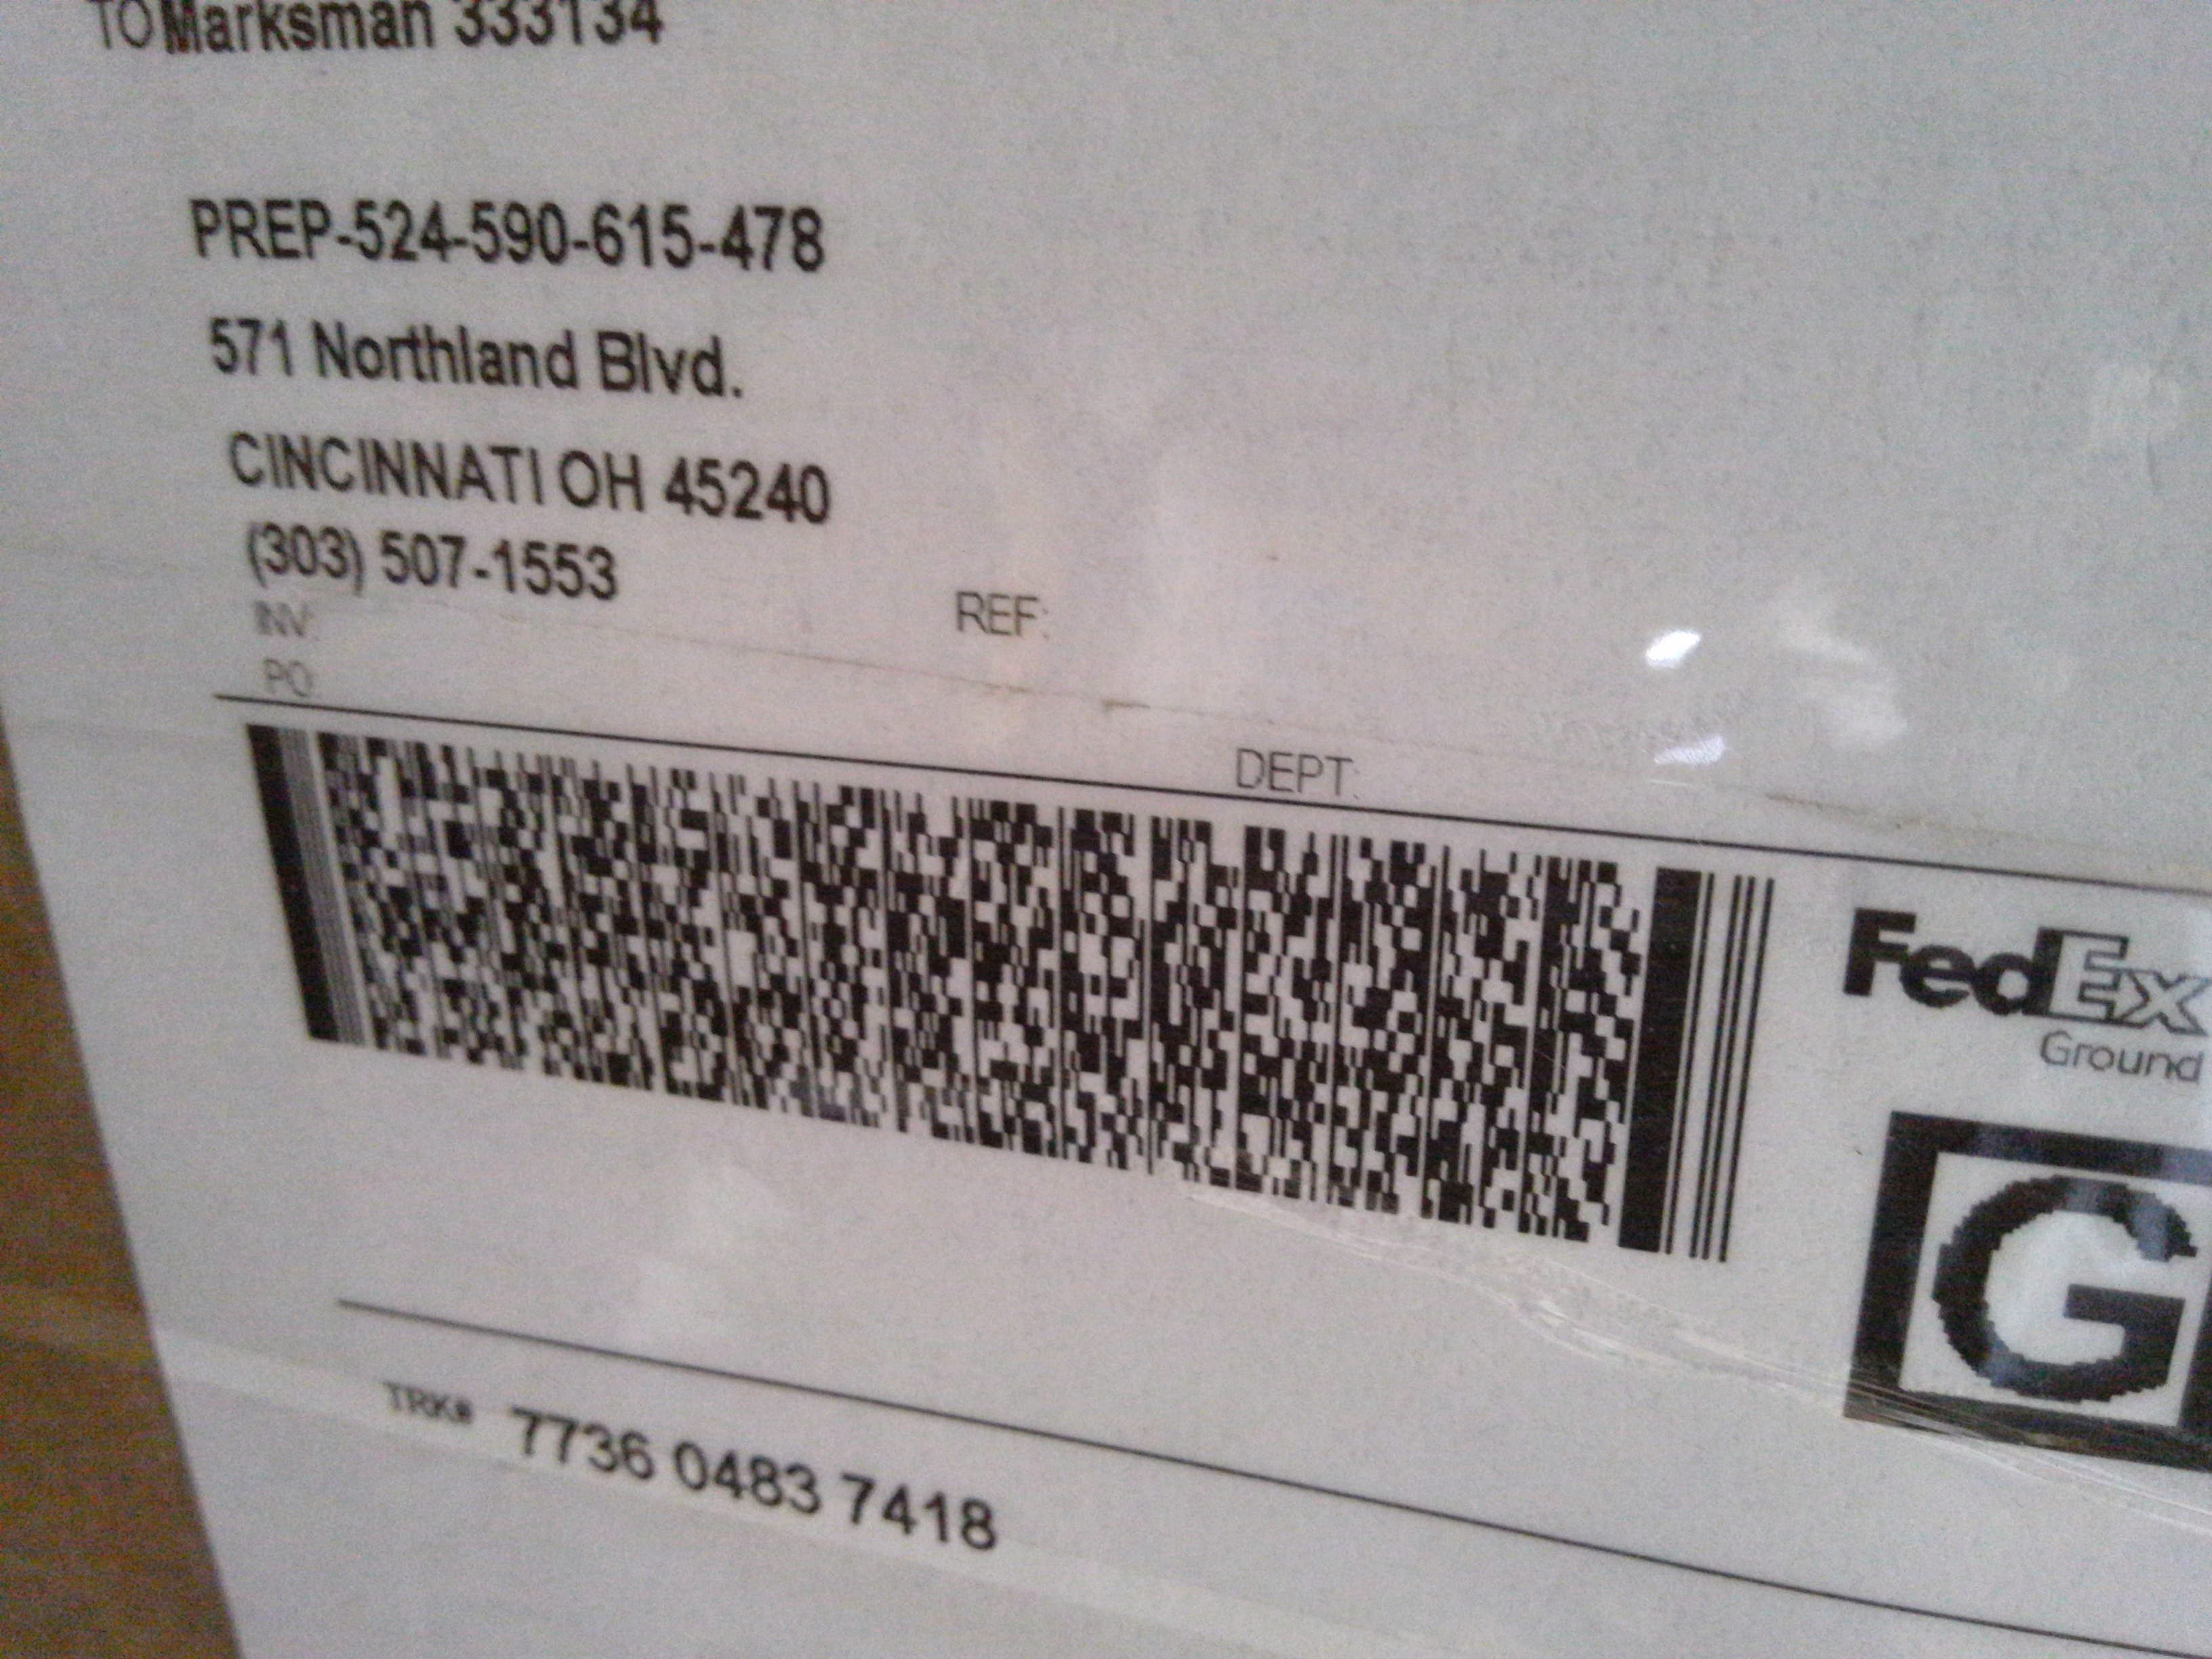 TO Marksman 333134
PREP-524-590-615-478
571 Northland Blvd.
CINCINNATI OH 45240
(303) 507-1553
INV:
REF:
PO:
DEPT:
FedEx
Ground
G
TRK# 7736 0483 7418